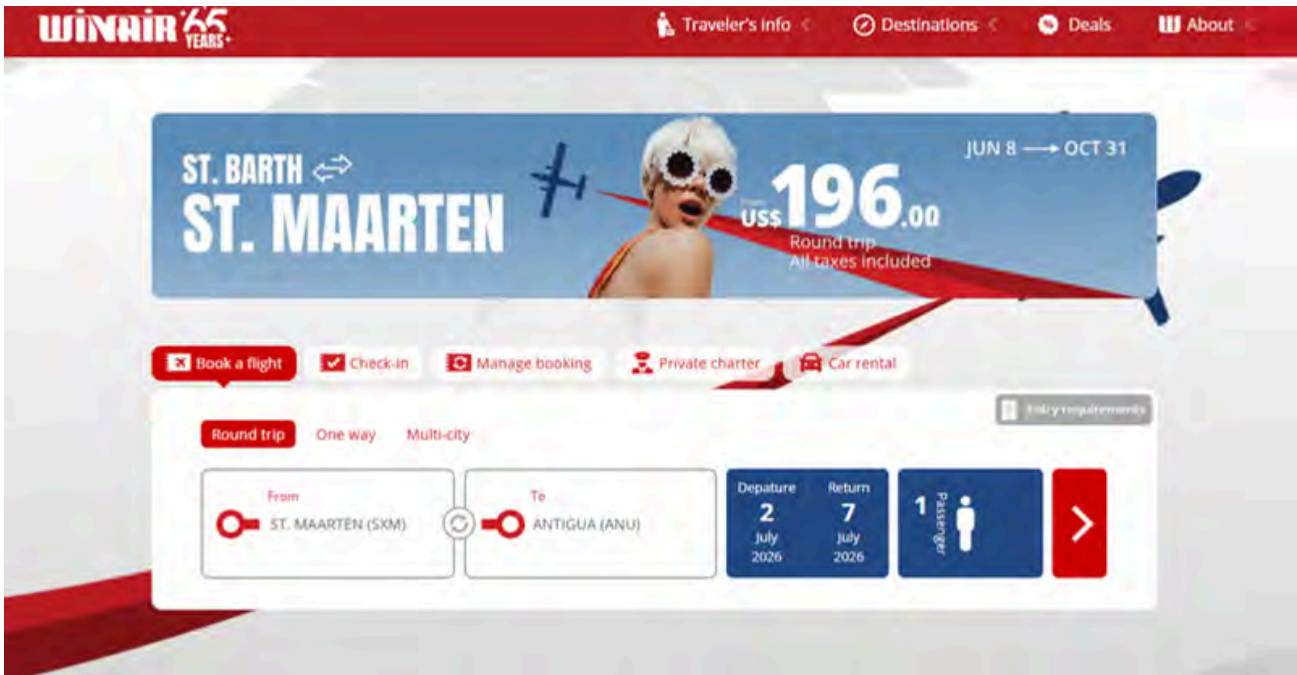 WINAIR 65 YEARS.
Traveler's info
Destinations
Deals
About
ST. BARTH
ST. MAARTEN
JUN 8 → OCT 31
US$ 196.00
Round trip
All taxes included
Book a flight
Check-in
Manage booking
Private charter
Car rental
Entry requirements
Round trip
One way
Multi-city
From
ST. MAARTEN (SXM)
To
ANTIGUA (ANU)
Depature
2
July
2026
Return
7
July
2026
1
Passenger